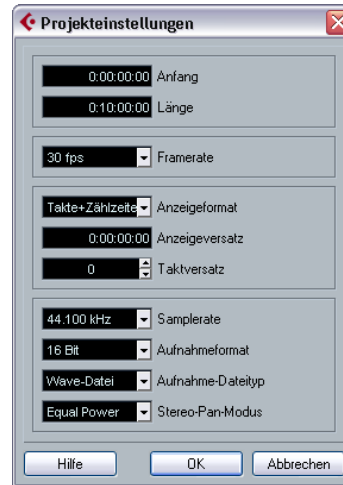 Projekteinstellungen
0:00:00:00 Anfang
0:10:00:00 Länge
30 fps Framerate
Takte+Zählzeite Anzeigeformat
0:00:00:00 Anzeigeversatz
0 Taktversatz
44.100 kHz Samplerate
16 Bit Aufnahmeformat
Wave-Datei Aufnahme-Dateityp
Equal Power Stereo-Pan-Modus
Hilfe OK Abbrechen